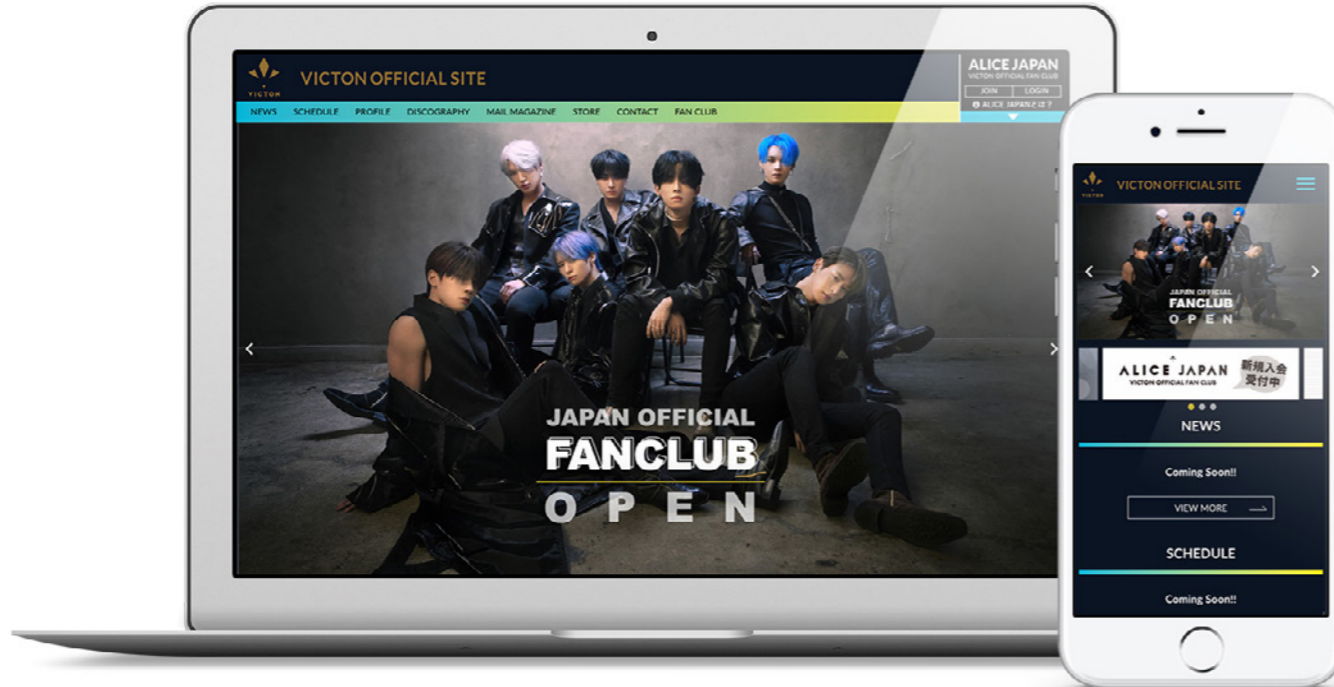 VICTON
VICTON OFFICIAL SITE
ALICE JAPAN
VICTON OFFICIAL FAN CLUB
JOIN
LOGIN
ALICE JAPANとは?
NEWS
SCHEDULE
PROFILE
DISCOGRAPHY
MAIL MAGAZINE
STORE
CONTACT
FAN CLUB
JAPAN OFFICIAL
FANCLUB
OPEN
VICTON
VICTON OFFICIAL SITE
JAPAN OFFICIAL
FANCLUB
OPEN
ALICE JAPAN
VICTON OFFICIAL FAN CLUB
新規入会
受付中
NEWS
Coming Soon!!
VIEW MORE
SCHEDULE
Coming Soon!!